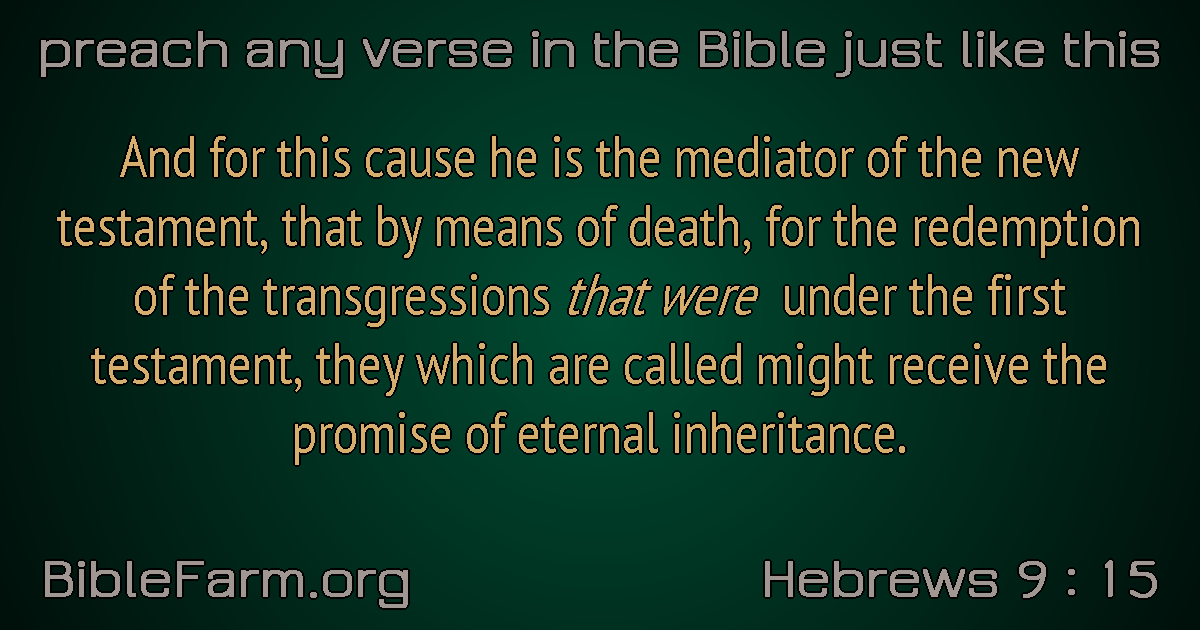 preach any verse in the Bible just like this
And for this cause he is the mediator of the new
testament, that by means of death, for the redemption
of the transgressions that were under the first
testament, they which are called might receive the
promise of eternal inheritance.
BibleFarm.org
Hebrews 9 : 15